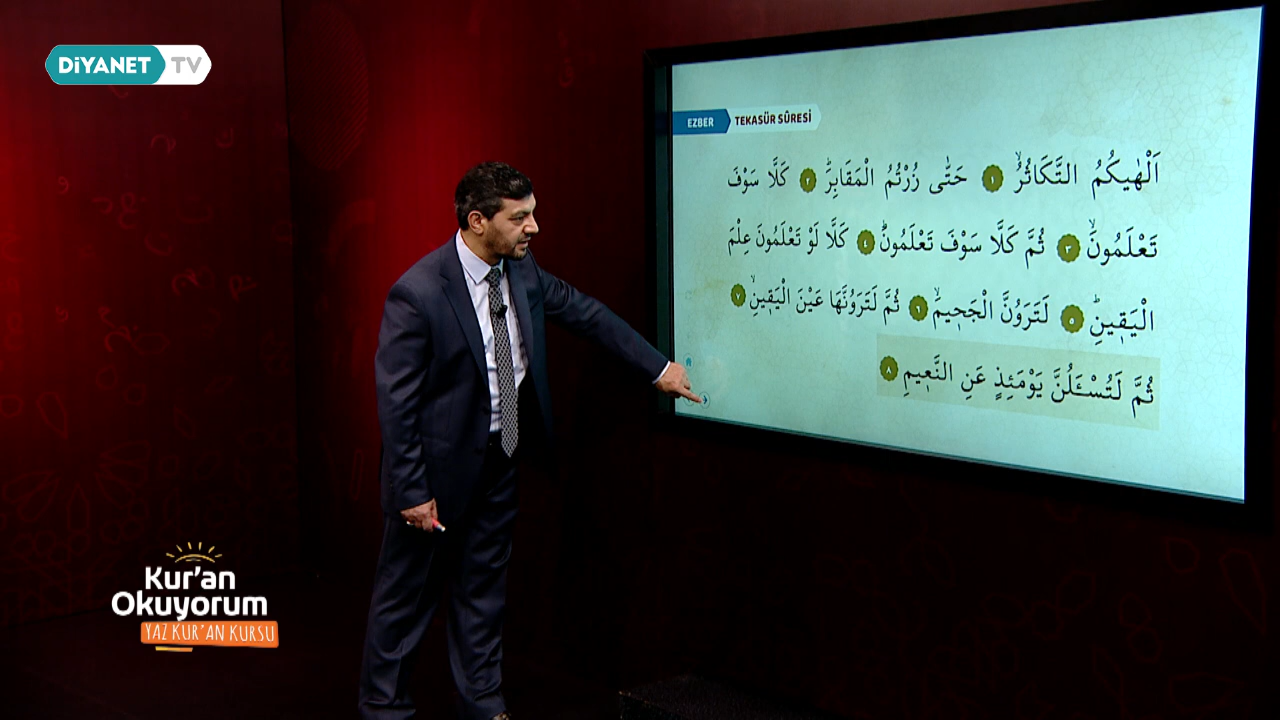 DİYANET TV
EZBER TEKASÜR SÛRESİ
اَلْهٰيكُمُ التَّكَاثُرُۙ ١ حَتّٰى زُرْتُمُ الْمَقَابِرَۜ ٢ كَلَّا سَوْفَ
تَعْلَمُونَۙ ٣ ثُمَّ كَلَّا سَوْفَ تَعْلَمُونَۜ ٤ كَلَّا لَوْ تَعْلَمُونَ عِلْمَ
الْيَق۪ينِۜ ٥ لَتَرَوُنَّ الْجَح۪يمَۙ ٦ ثُمَّ لَتَرَوُنَّهَا عَيْنَ الْيَق۪ينِۙ ٧
ثُمَّ لَتُسْـَٔلُنَّ يَوْمَئِذٍ عَنِ النَّع۪يمِ ٨
Kur'an
Okuyorum
YAZ KUR'AN KURSU